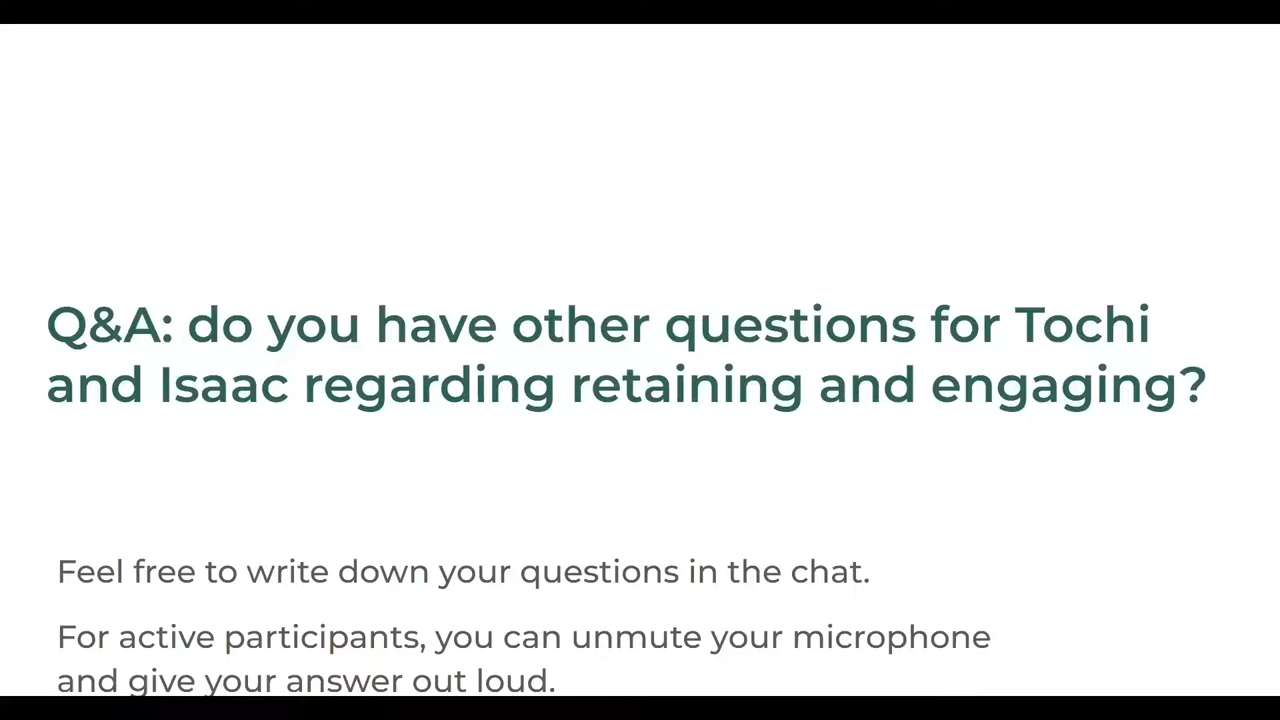 Q&A: do you have other questions for Tochi
and Isaac regarding retaining and engaging?
Feel free to write down your questions in the chat.
For active participants, you can unmute your microphone
and give your answer out loud.